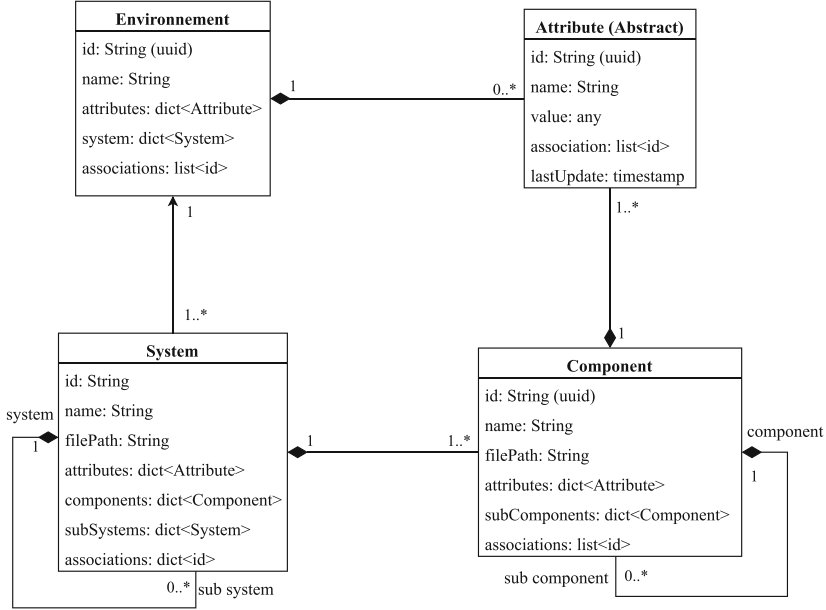 Environnement
id: String (uuid)
name: String
attributes: dict<Attribute>
system: dict<System>
associations: list<id>
1
0..*
Attribute (Abstract)
id: String (uuid)
name: String
value: any
association: list<id>
lastUpdate: timestamp
1
1..*
1..*
1
System
id: String
name: String
filePath: String
attributes: dict<Attribute>
components: dict<Component>
subSystems: dict<System>
associations: dict<id>
system
1
0..*
sub system
1
1..*
Component
id: String (uuid)
name: String
filePath: String
attributes: dict<Attribute>
subComponents: dict<Component>
associations: list<id>
component
1
sub component
0..*